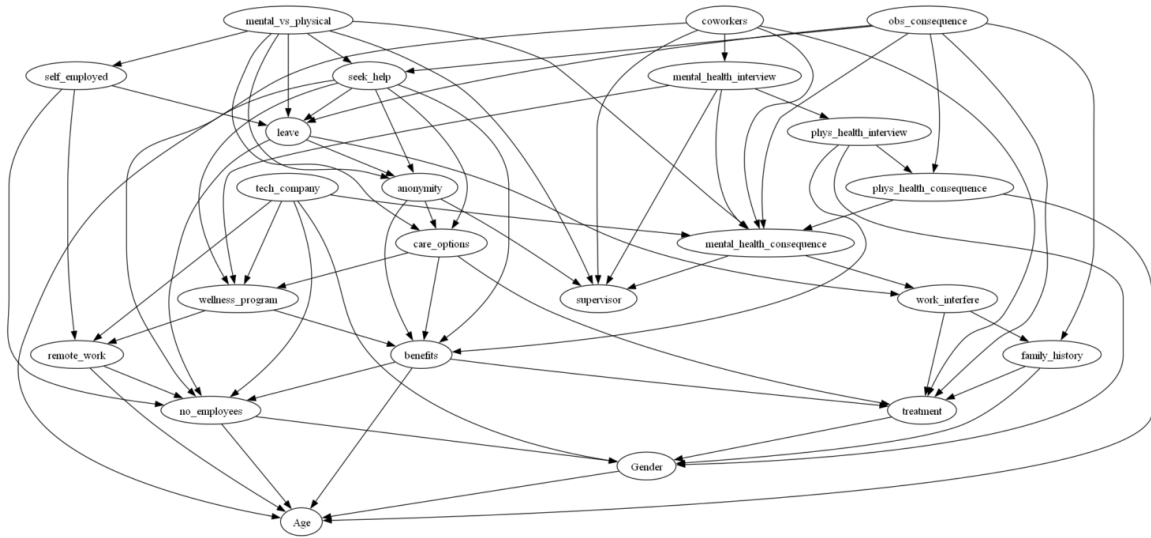 mental_vs_physical
coworkers
obs_consequence
self_employed
seek_help
mental_health_interview
leave
phys_health_interview
tech_company
anonymity
phys_health_consequence
care_options
mental_health_consequence
wellness_program
supervisor
work_interfere
remote_work
benefits
family_history
no_employees
treatment
Gender
Age